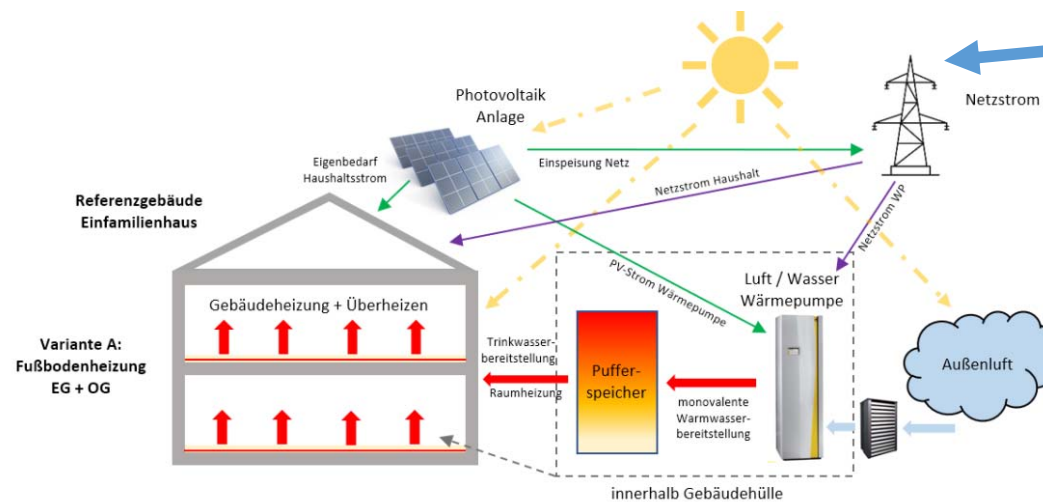 Photovoltaik
Anlage
Netzstrom
Eigenbedarf
Haushaltsstrom
Einspeisung Netz
Netzstrom Haushalt
Netzstrom WP
Referenzgebäude
Einfamilienhaus
PV-Strom Wärmepumpe
Luft / Wasser
Wärmepumpe
Gebäudeheizung + Überheizen
Variante A:
Fußbodenheizung
EG + OG
Trinkwasser-
bereitstellung
Raumheizung
Puffer-
speicher
monovalente
Warmwasser-
bereitstellung
Außenluft
innerhalb Gebäudehülle